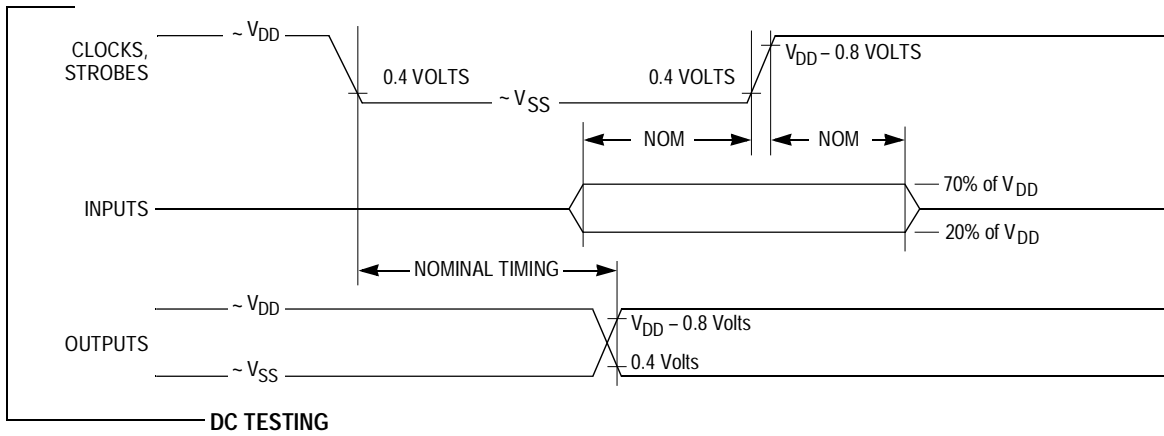 ~ VDD
CLOCKS,
STROBES
0.4 VOLTS
~ VSS
0.4 VOLTS
VDD – 0.8 VOLTS
NOM
NOM
70% of VDD
INPUTS
20% of VDD
NOMINAL TIMING
~ VDD
VDD – 0.8 Volts
OUTPUTS
0.4 Volts
~ VSS
DC TESTING